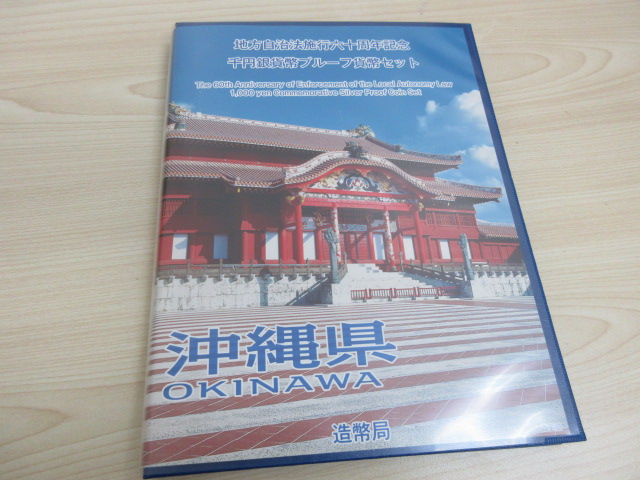 地方自治法施行六十周年記念
千円銀貨幣プルーフ貨幣セット
The 60th Anniversary of Enforcement of the Local Autonomy Law
1,000 yen Commemorative Silver Proof Coin Set
沖縄県
OKINAWA
造幣局